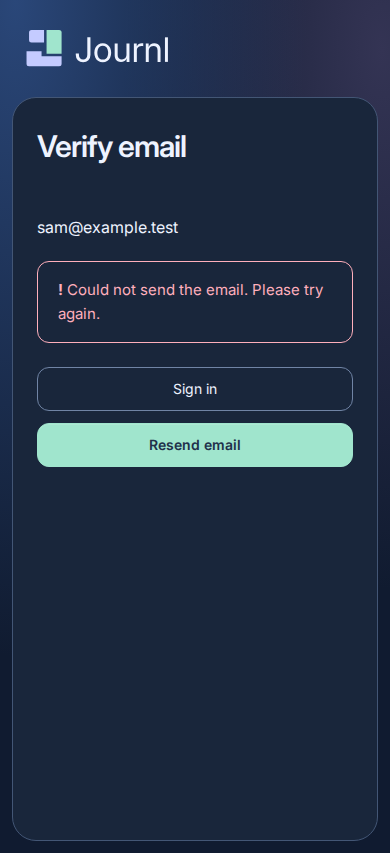 Journl
Verify email
sam@example.test
! Could not send the email. Please try
again.
Sign in
Resend email